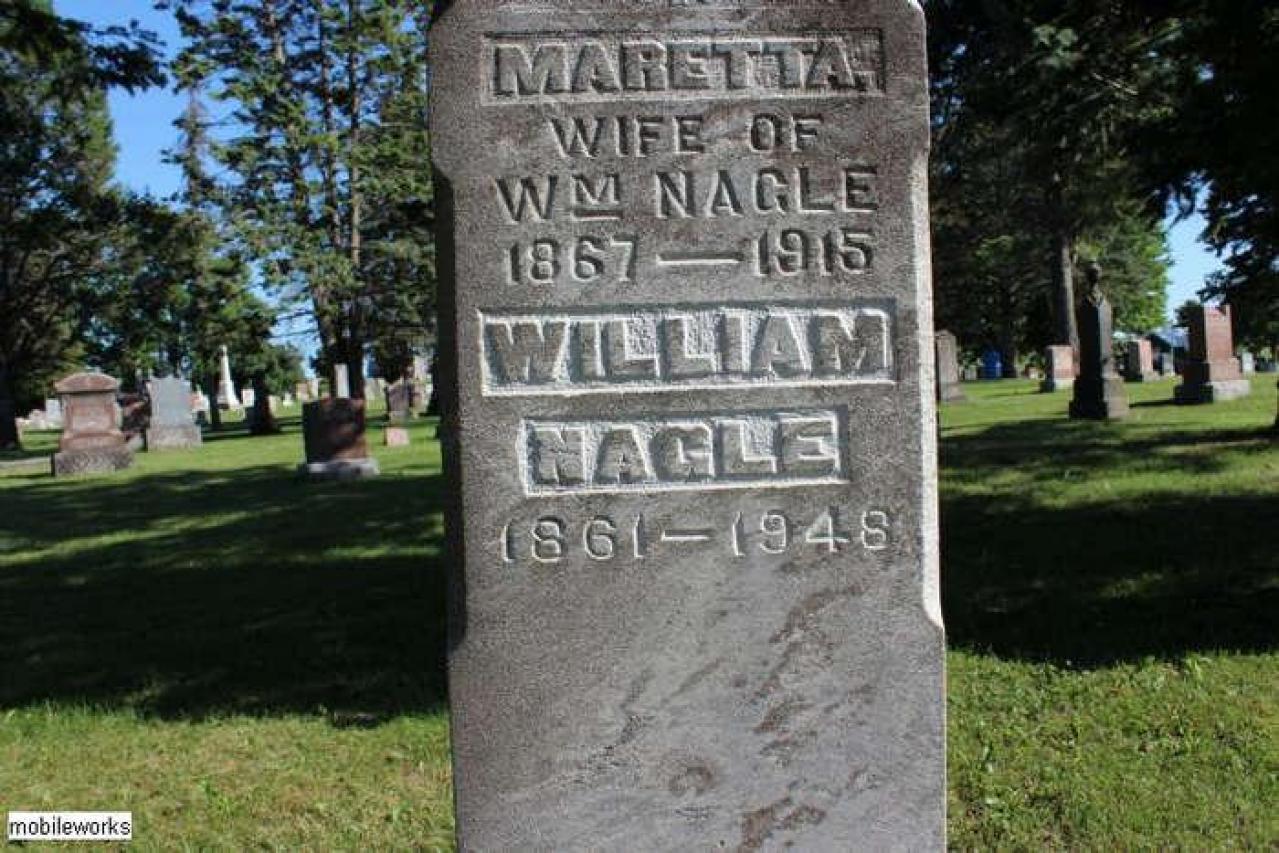 MARETTA.
WIFE OF
WM NAGLE
1867 — 1915
WILLIAM
NAGLE
1861 — 1948
mobileworks